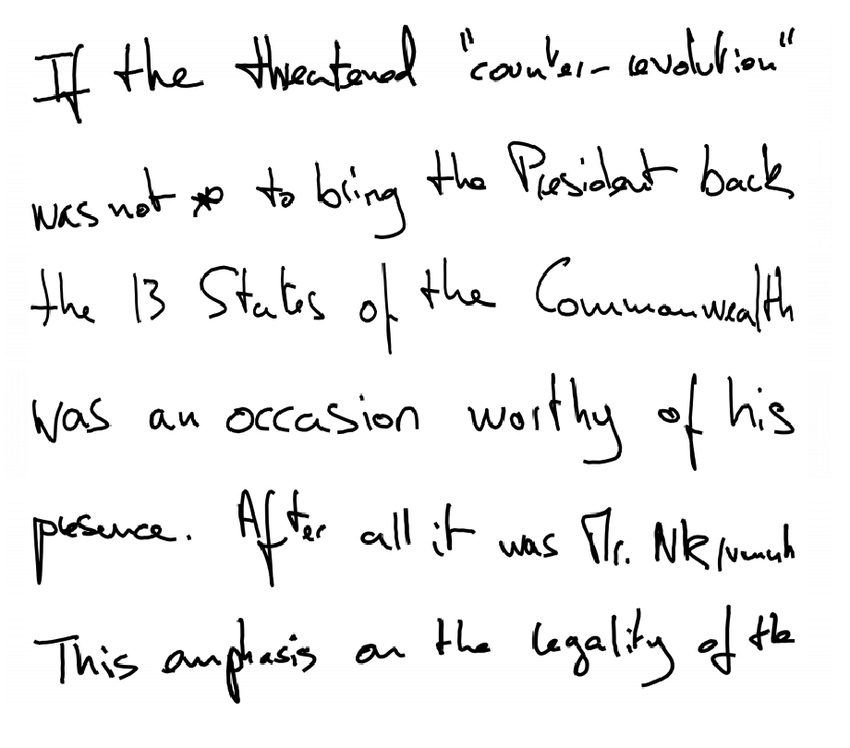 If the threatened "counter-revolution"
was not to bring the President back
the 13 States of the Commonwealth
was an occasion worthy of his
presence. After all it was Mr. Nkrumah
This emphasis on the legality of the